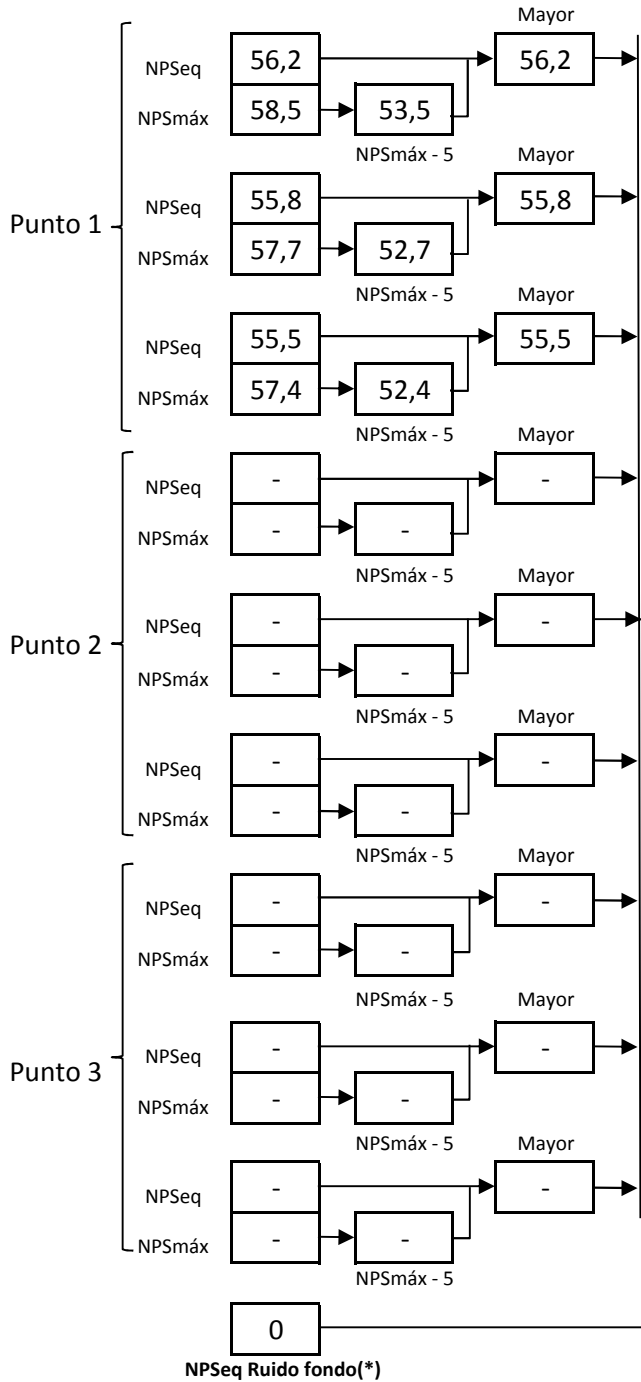 Mayor
NPSeq 56,2 56,2
NPSmáx 58,5 53,5
NPSmáx - 5 Mayor
Punto 1
NPSeq 55,8 55,8
NPSmáx 57,7 52,7
NPSmáx - 5 Mayor
NPSeq 55,5 55,5
NPSmáx 57,4 52,4
NPSmáx - 5 Mayor
NPSeq - -
NPSmáx - -
NPSmáx - 5 Mayor
Punto 2
NPSeq - -
NPSmáx - -
NPSmáx - 5 Mayor
NPSeq - -
NPSmáx - -
NPSmáx - 5 Mayor
NPSeq - -
NPSmáx - -
NPSmáx - 5 Mayor
Punto 3
NPSeq - -
NPSmáx - -
NPSmáx - 5 Mayor
NPSeq - -
NPSmáx - -
NPSmáx - 5
0
NPSeq Ruido fondo(*)